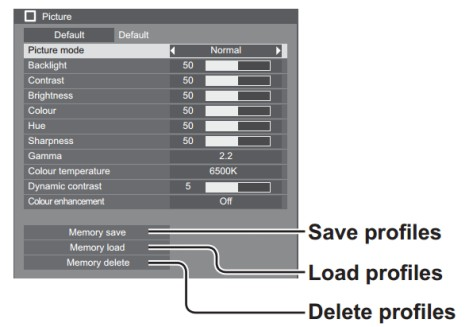 Picture
Default Default
Picture mode Normal
Backlight 50
Contrast 50
Brightness 50
Colour 50
Hue 50
Sharpness 50
Gamma 2.2
Colour temperature 6500K
Dynamic contrast 5
Colour enhancement Off
Memory save
Save profiles
Memory load
Load profiles
Memory delete
Delete profiles